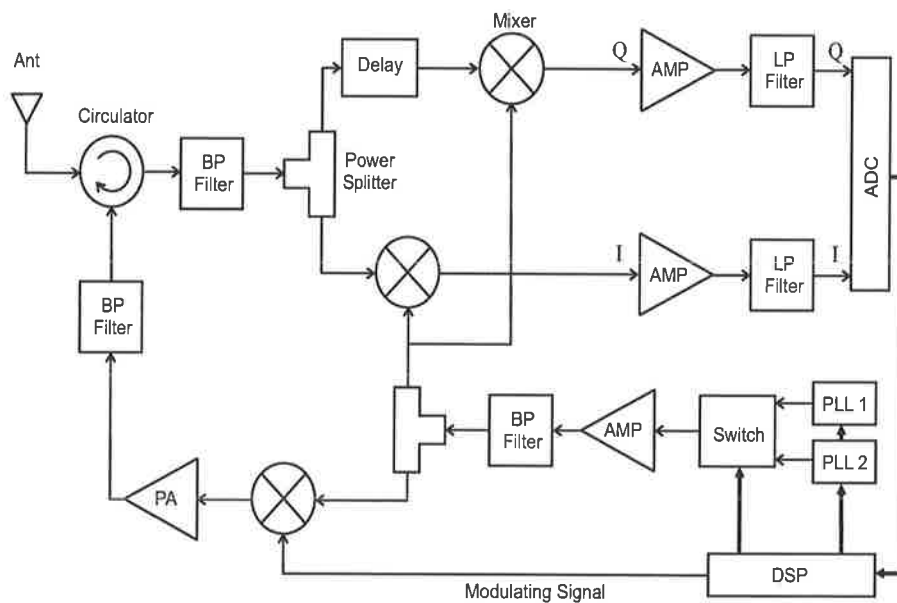 Mixer
Ant
Q
AMP
LP
Filter
Q
Delay
Circulator
BP
Filter
Power
Splitter
ADC
I
AMP
LP
Filter
I
BP
Filter
PLL 1
BP
Filter
AMP
Switch
PLL 2
PA
DSP
Modulating Signal